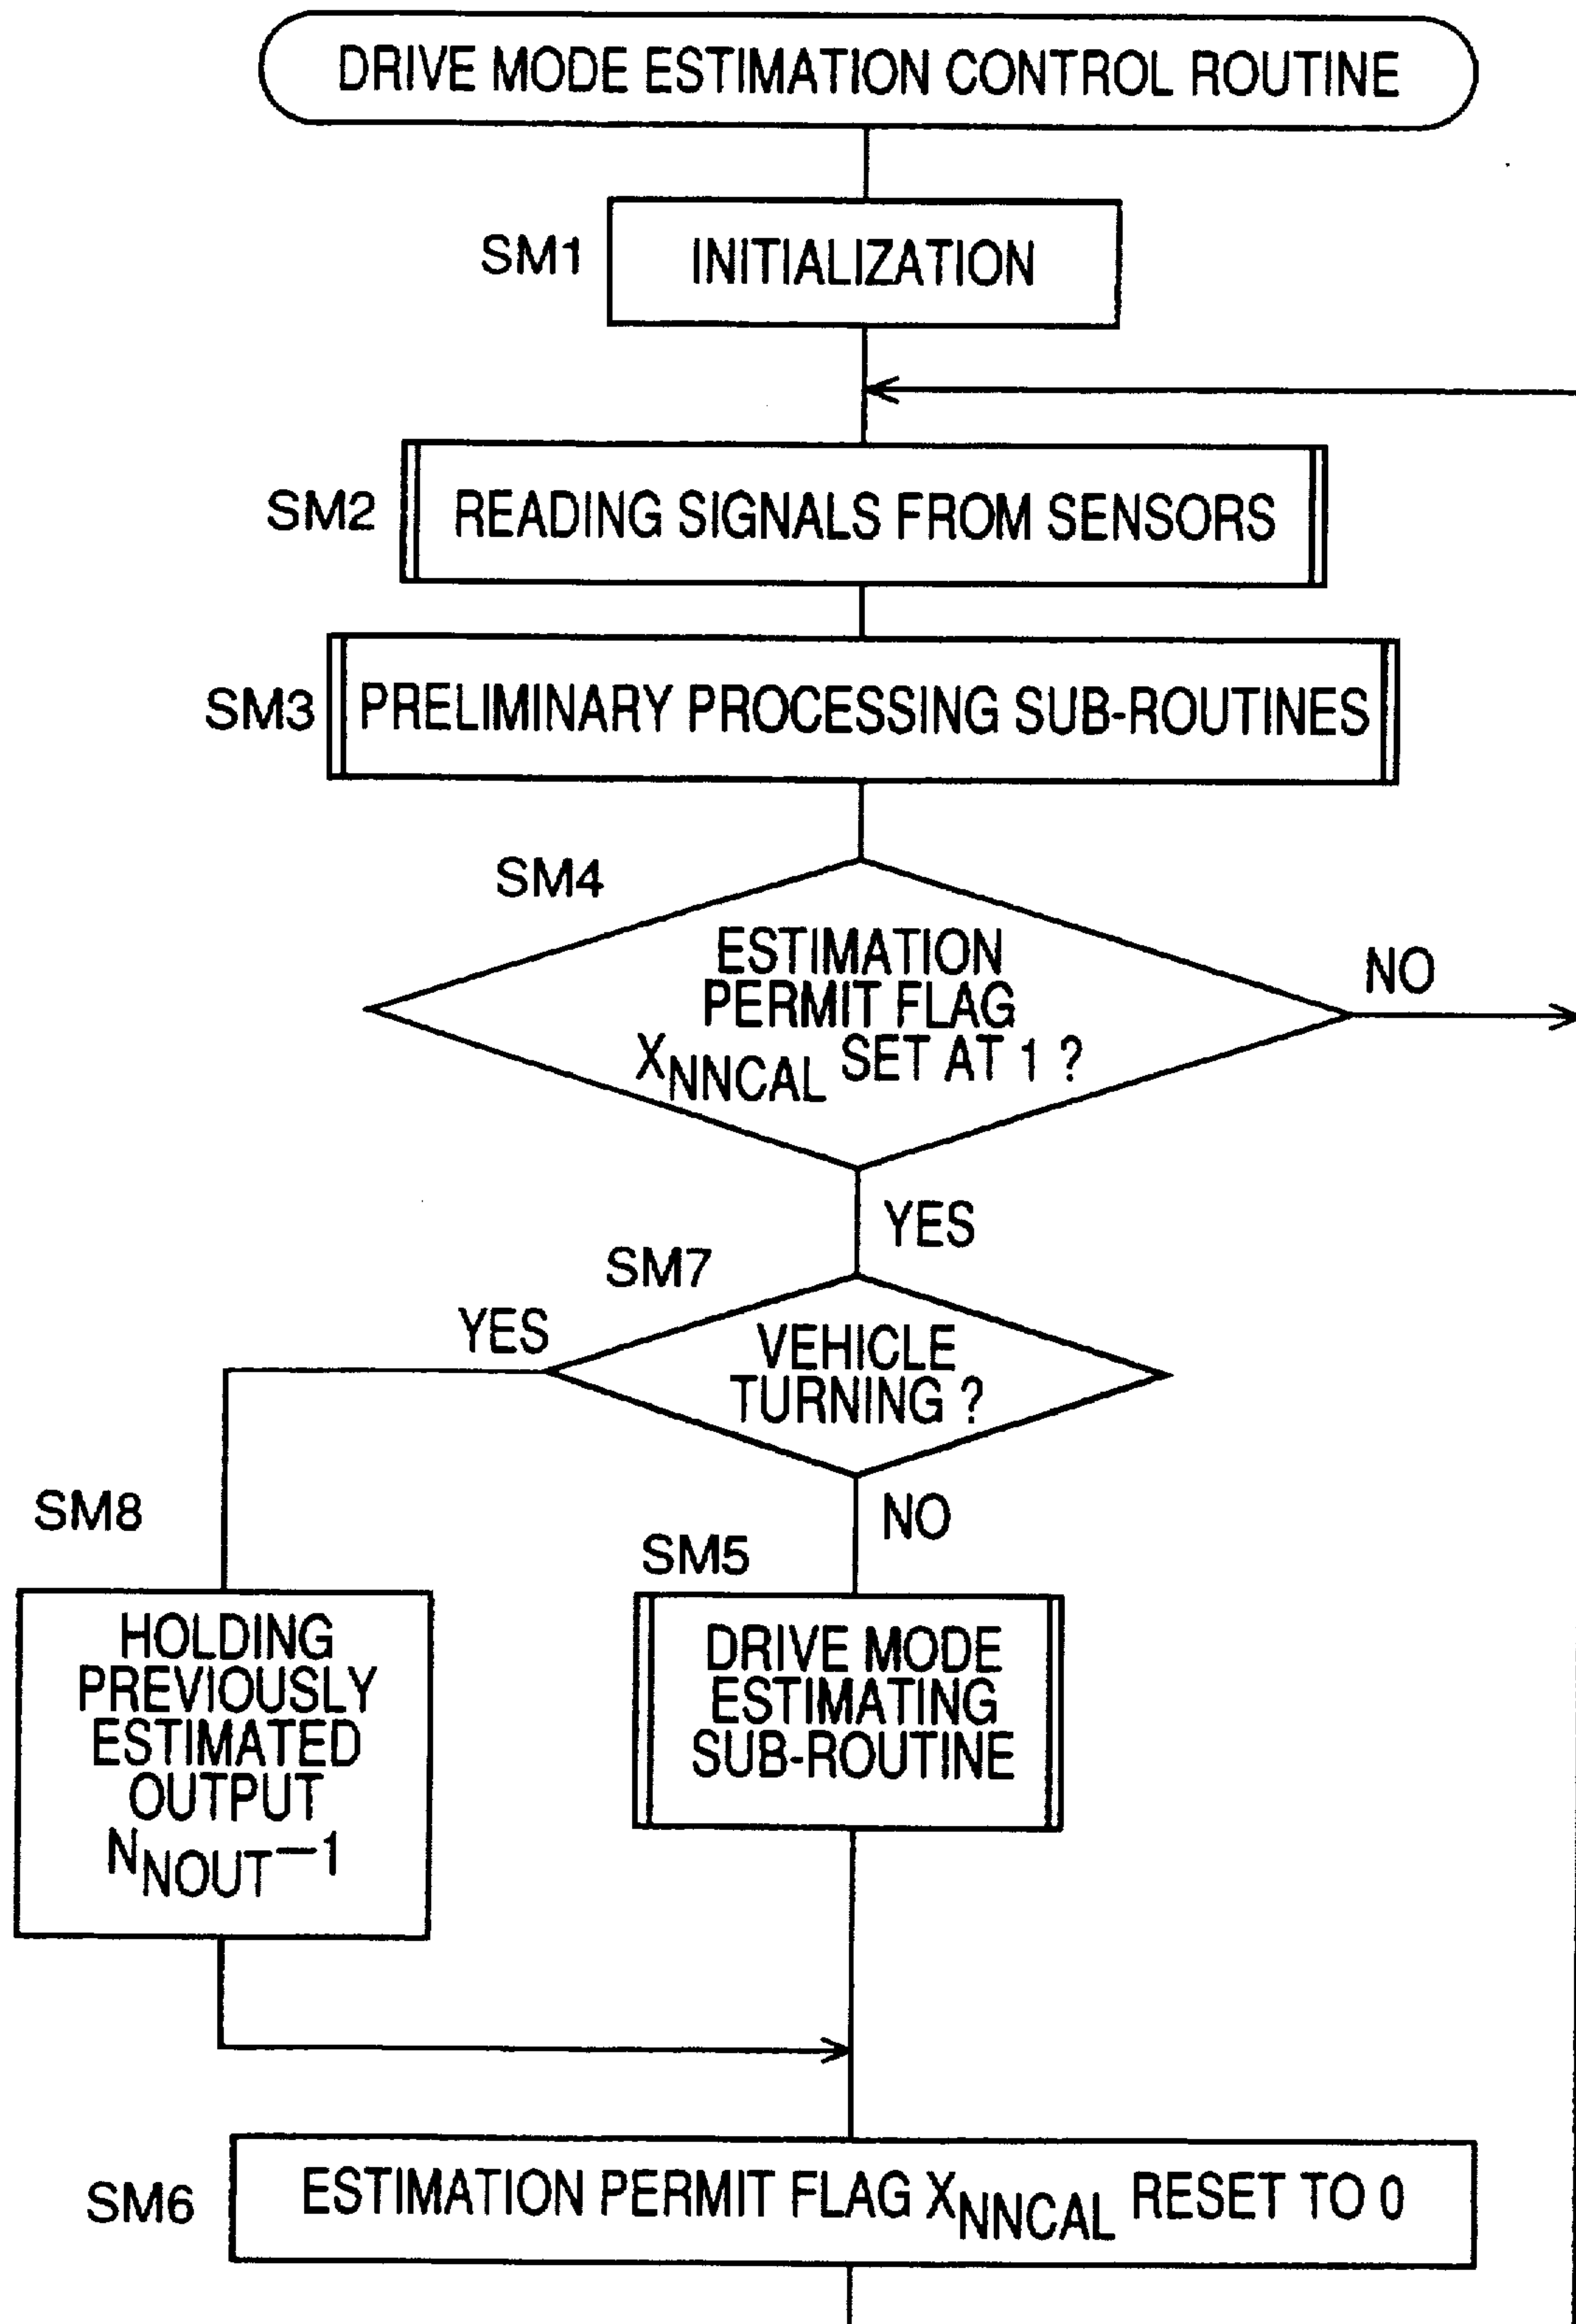 DRIVE MODE ESTIMATION CONTROL ROUTINE
SM1
INITIALIZATION
SM2
READING SIGNALS FROM SENSORS
SM3
PRELIMINARY PROCESSING SUB-ROUTINES
SM4
ESTIMATION
PERMIT FLAG
XNNCAL SET AT 1 ?
NO
YES
SM7
YES
VEHICLE
TURNING ?
NO
SM8
HOLDING
PREVIOUSLY
ESTIMATED
OUTPUT
NNOUT-1
SM5
DRIVE MODE
ESTIMATING
SUB-ROUTINE
SM6
ESTIMATION PERMIT FLAG XNNCAL RESET TO 0